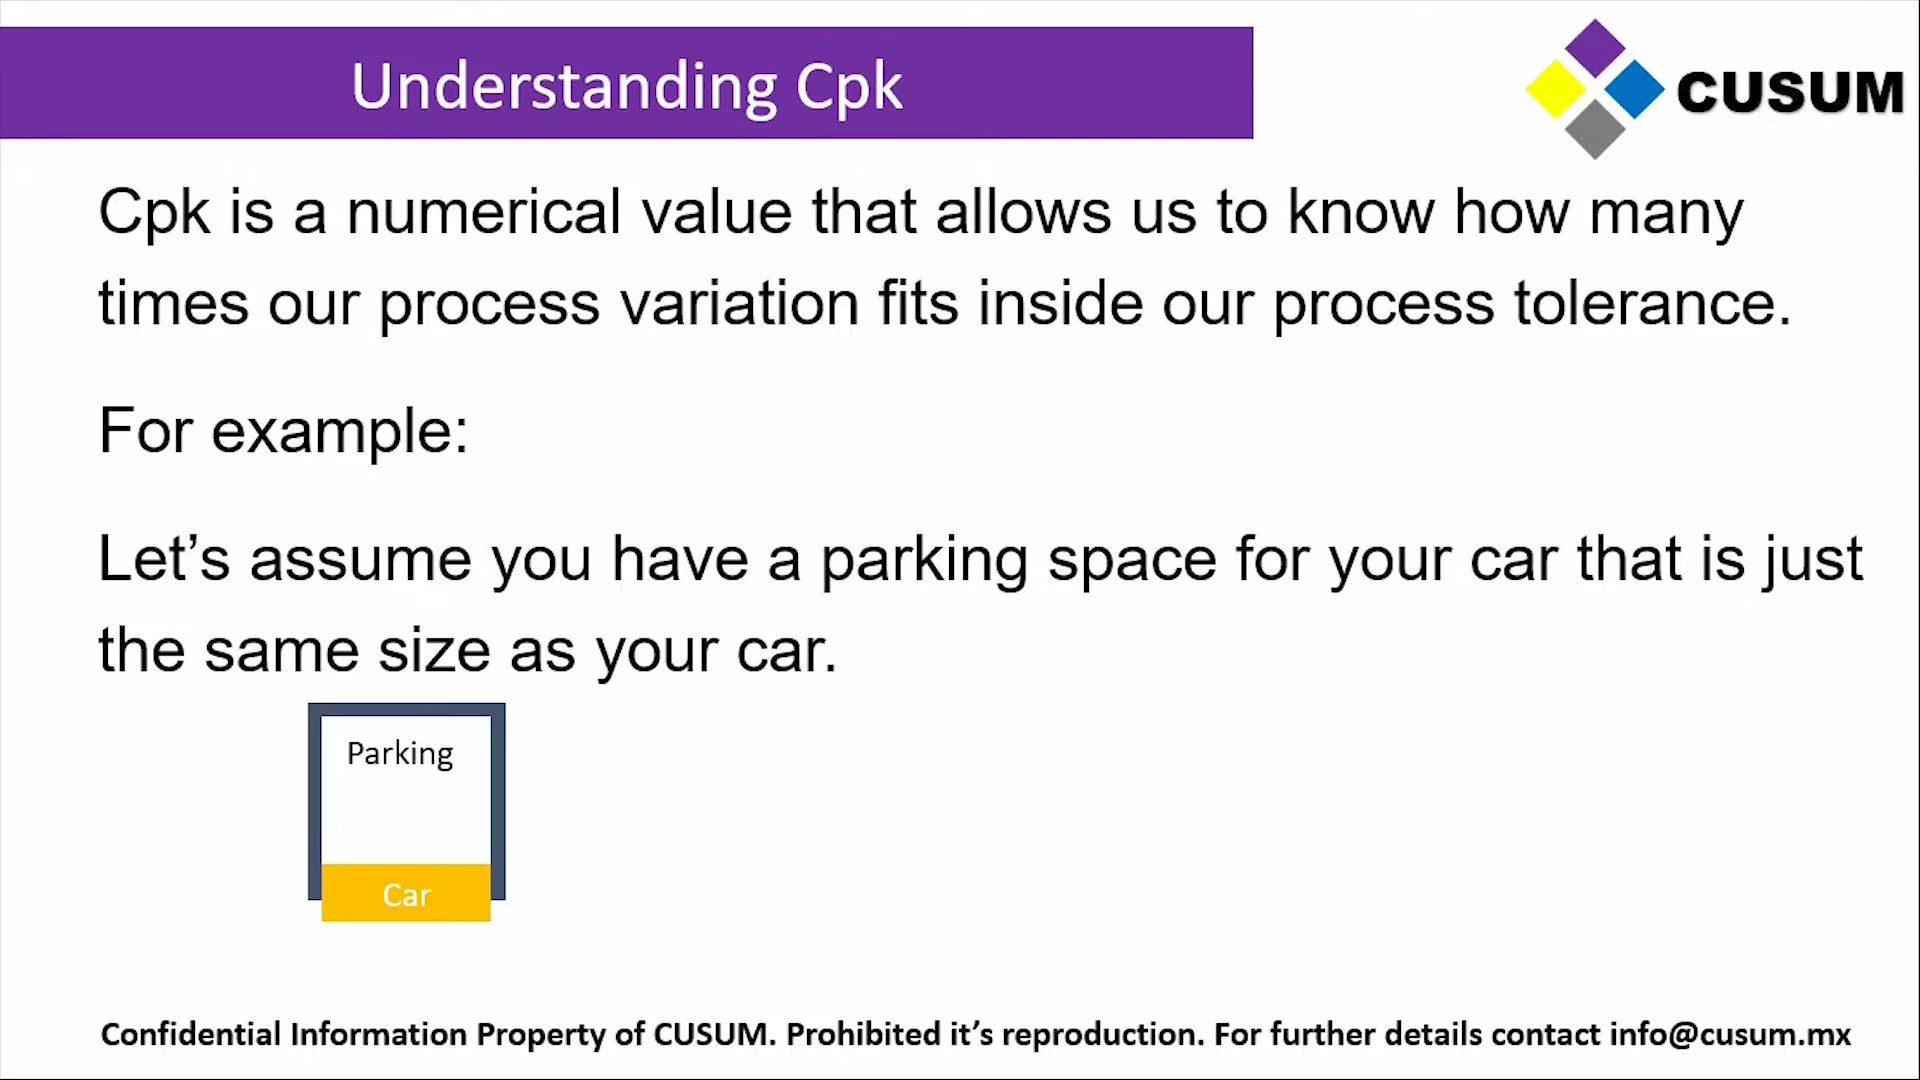 Understanding Cpk
CUSUM
Cpk is a numerical value that allows us to know how many
times our process variation fits inside our process tolerance.
For example:
Let’s assume you have a parking space for your car that is just
the same size as your car.
Parking
Car
Confidential Information Property of CUSUM. Prohibited it’s reproduction. For further details contact info@cusum.mx